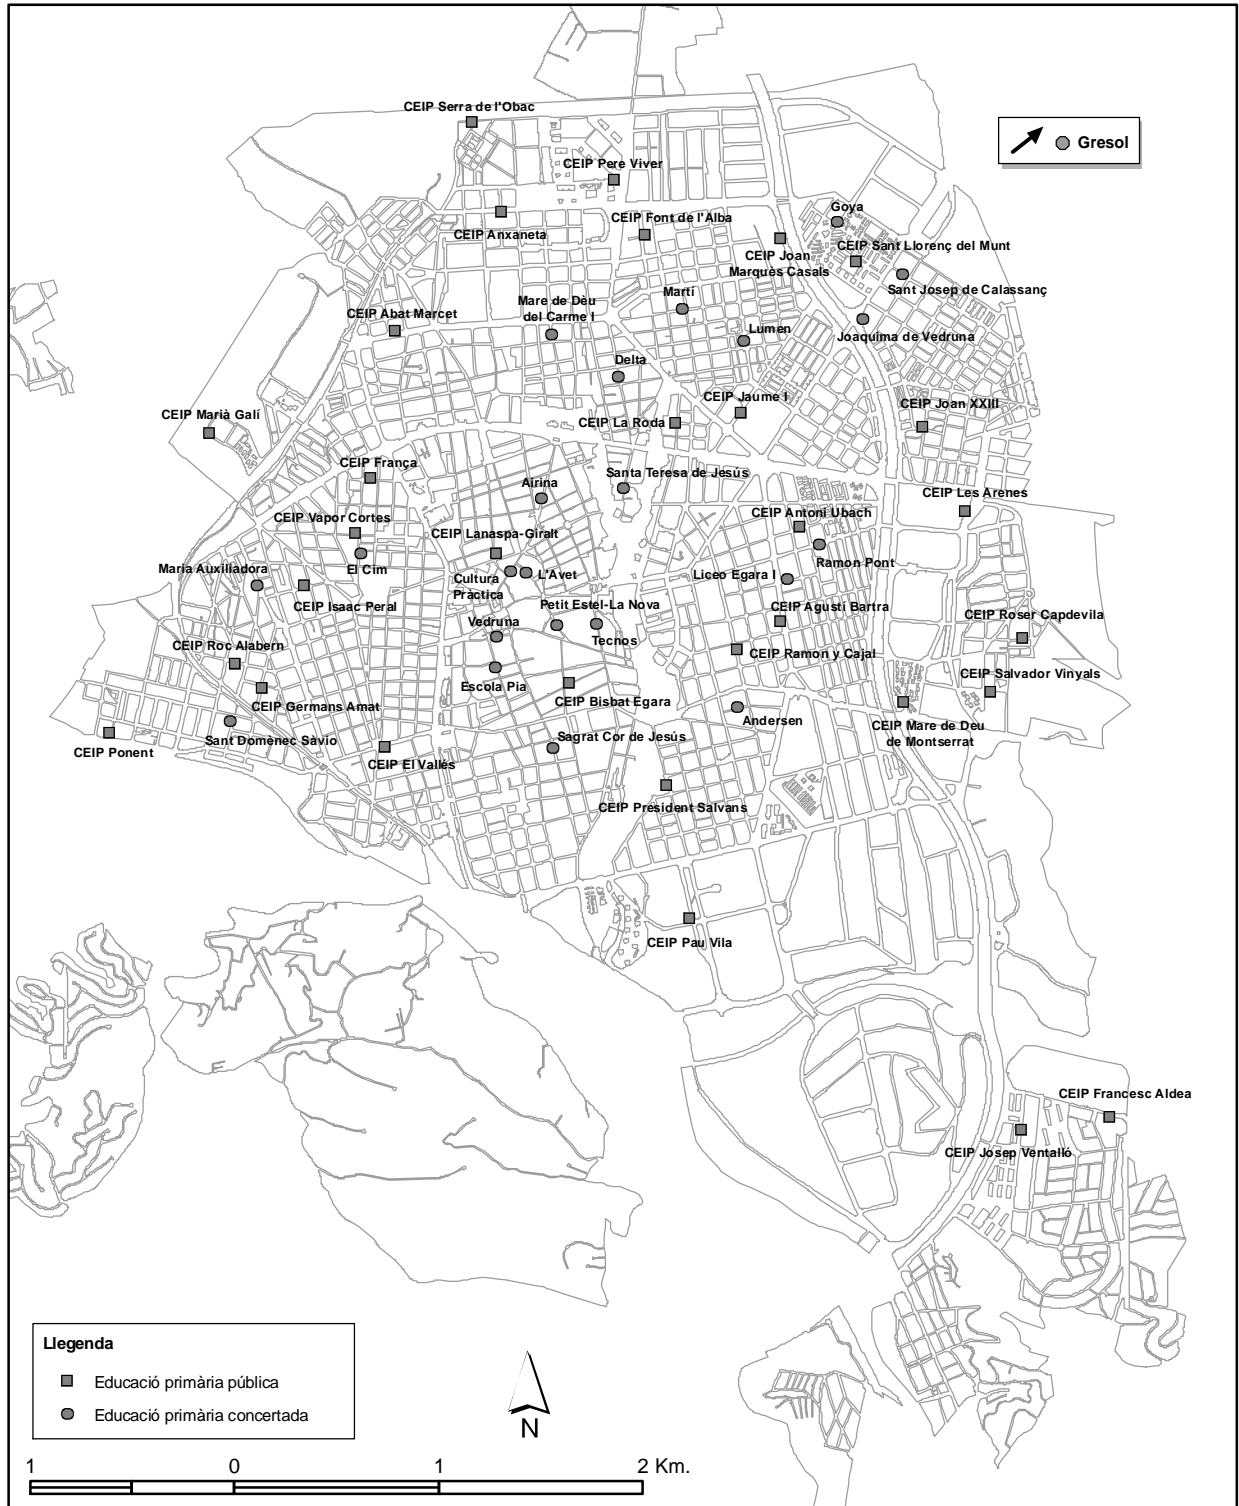 CEIP Serra de l'Obac
Gresol
CEIP Pere Viver
Goya
CEIP Font de l'Alba
CEIP Anxaneta
CEIP Sant Llorenç del Munt
CEIP Joan
Marquès Casals
Sant Josep de Calassanç
Martí
Mare de Dèu
del Carme I
CEIP Abat Marcet
Lumen
Joaquima de Vedruna
Delta
CEIP Jaume I
CEIP Joan XXIII
CEIP Marià Galí
CEIP La Roda
CEIP França
Santa Teresa de Jesús
Airina
CEIP Les Arenes
CEIP Vapor Cortes
CEIP Antoni Ubach
CEIP Lanaspa-Giralt
Ramon Pont
Maria Auxiliadora
El Cim
L'Avet
Liceo Egara I
Cultura
Pràctica
CEIP Isaac Peral
Petit Estel-La Nova
CEIP Agustí Bartra
CEIP Roser Capdevila
Vedruna
Tecnos
CEIP Roc Alabern
CEIP Ramon y Cajal
CEIP Salvador Vinyals
Escola Pia
CEIP Germans Amat
CEIP Bisbat Egara
Andersen
CEIP Mare de Deu
de Montserrat
Sant Domènec Sàvio
Sagrat Cor de Jesús
CEIP Ponent
CEIP El Vallés
CEIP President Salvans
CEIP Pau Vila
CEIP Francesc Aldea
CEIP Josep Ventalló
Llegenda
Educació primària pública
Educació primària concertada
N
1 0 1 2 Km.